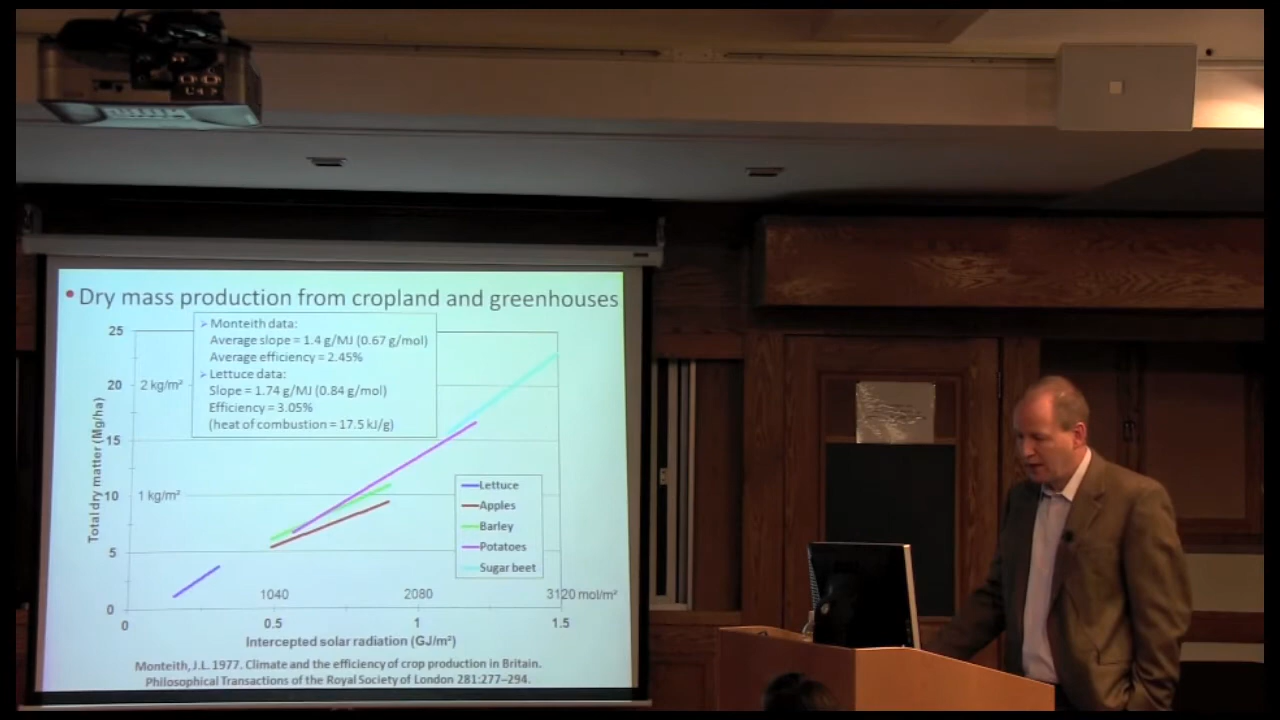 • Dry mass production from cropland and greenhouses
➢ Monteith data:
Average slope = 1.4 g/MJ (0.67 g/mol)
Average efficiency = 2.45%
➢ Lettuce data:
Slope = 1.74 g/MJ (0.84 g/mol)
Efficiency = 3.05%
(heat of combustion = 17.5 kJ/g)
25
20
2 kg/m²
15
10
1 kg/m²
5
0
Total dry matter (Mg/ha)
Lettuce
Apples
Barley
Potatoes
Sugar beet
1040
2080
3120 mol/m²
0
0.5
1
1.5
Intercepted solar radiation (GJ/m²)
Monteith, J.L. 1977. Climate and the efficiency of crop production in Britain.
Philosophical Transactions of the Royal Society of London 281:277–294.